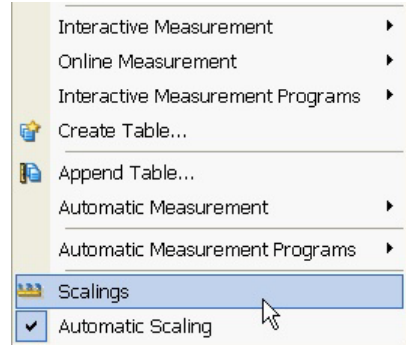 Interactive Measurement
Online Measurement
Interactive Measurement Programs
Create Table...
Append Table...
Automatic Measurement
Automatic Measurement Programs
Scalings
Automatic Scaling